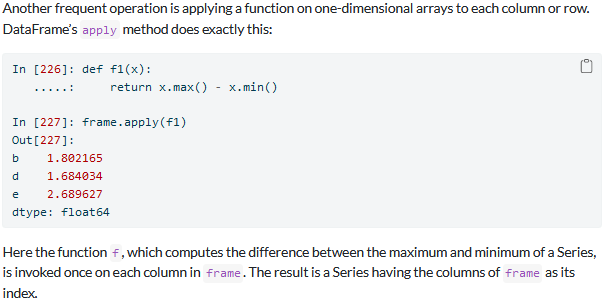 Another frequent operation is applying a function on one-dimensional arrays to each column or row.
DataFrame's apply method does exactly this:
In [226]: def f1(x):
   .....:     return x.max() - x.min()
In [227]: frame.apply(f1)
Out[227]:
b    1.802165
d    1.684034
e    2.689627
dtype: float64
Here the function f, which computes the difference between the maximum and minimum of a Series,
is invoked once on each column in frame. The result is a Series having the columns of frame as its
index.